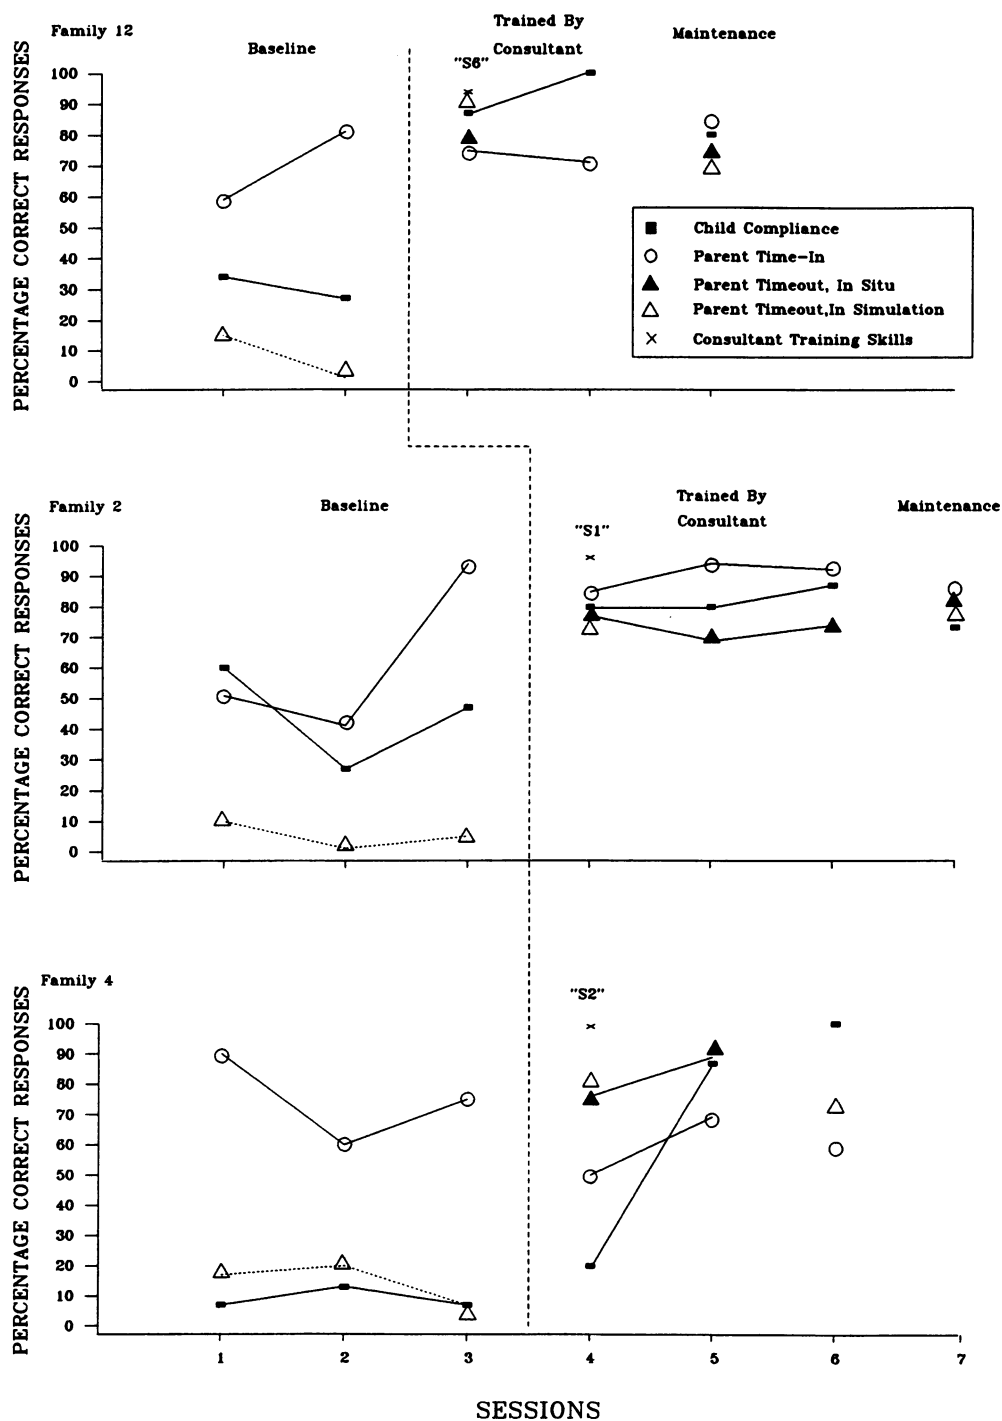 Family 12
Baseline
Trained By
Consultant
Maintenance
"S6"
PERCENTAGE CORRECT RESPONSES
100
90
80
70
60
50
40
30
20
10
0
Child Compliance
Parent Time-In
Parent Timeout, In Situ
Parent Timeout,In Simulation
Consultant Training Skills
Family 2
Baseline
Trained By
Consultant
Maintenance
"S1"
PERCENTAGE CORRECT RESPONSES
100
90
80
70
60
50
40
30
20
10
0
Family 4
"S2"
PERCENTAGE CORRECT RESPONSES
100
90
80
70
60
50
40
30
20
10
0
1 2 3 4 5 6 7
SESSIONS